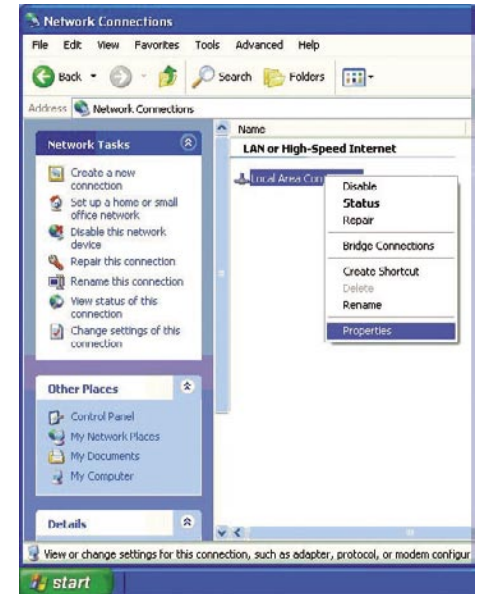 Network Connections
File Edit View Favorites Tools Advanced Help
Back Search Folders
Address Network Connections
Name
LAN or High-Speed Internet
Local Area Con
Disable
Status
Repair
Bridge Connections
Create Shortcut
Delete
Rename
Properties
Network Tasks
Create a new
connection
Set up a home or small
office network
Disable this network
device
Repair this connection
Rename this connection
View status of this
connection
Change settings of this
connection
Other Places
Control Panel
My Network Places
My Documents
My Computer
Details
View or change settings for this connection, such as adapter, protocol, or modem configur
start